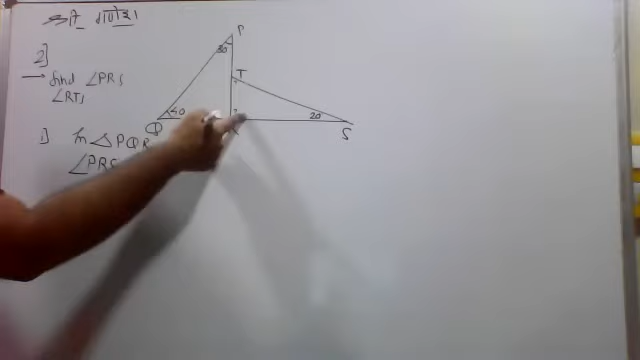 2]
→ find ∠PRS
∠RTS
1) In △PQR
∠PRS
P
30
T
40
20
Q
S